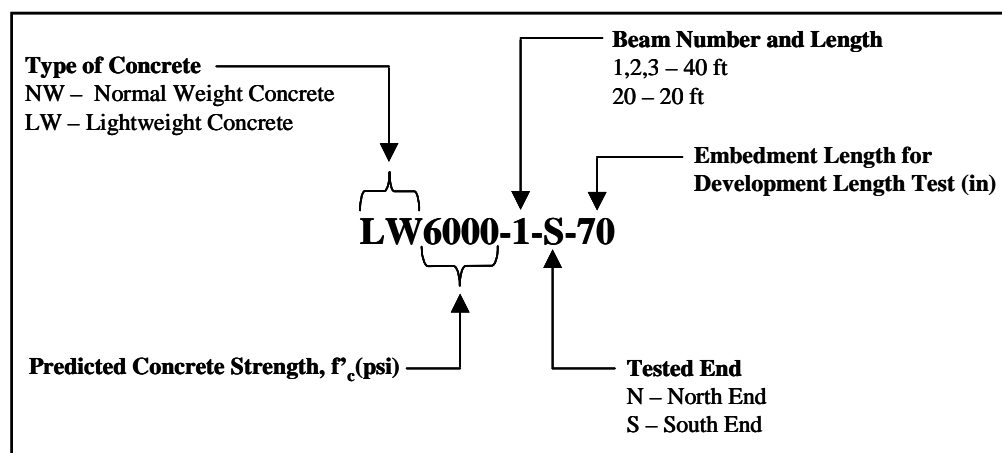 Type of Concrete
NW – Normal Weight Concrete
LW – Lightweight Concrete
Beam Number and Length
1,2,3 – 40 ft
20 – 20 ft
Embedment Length for
Development Length Test (in)
LW6000-1-S-70
Predicted Concrete Strength, f'c(psi)
Tested End
N – North End
S – South End